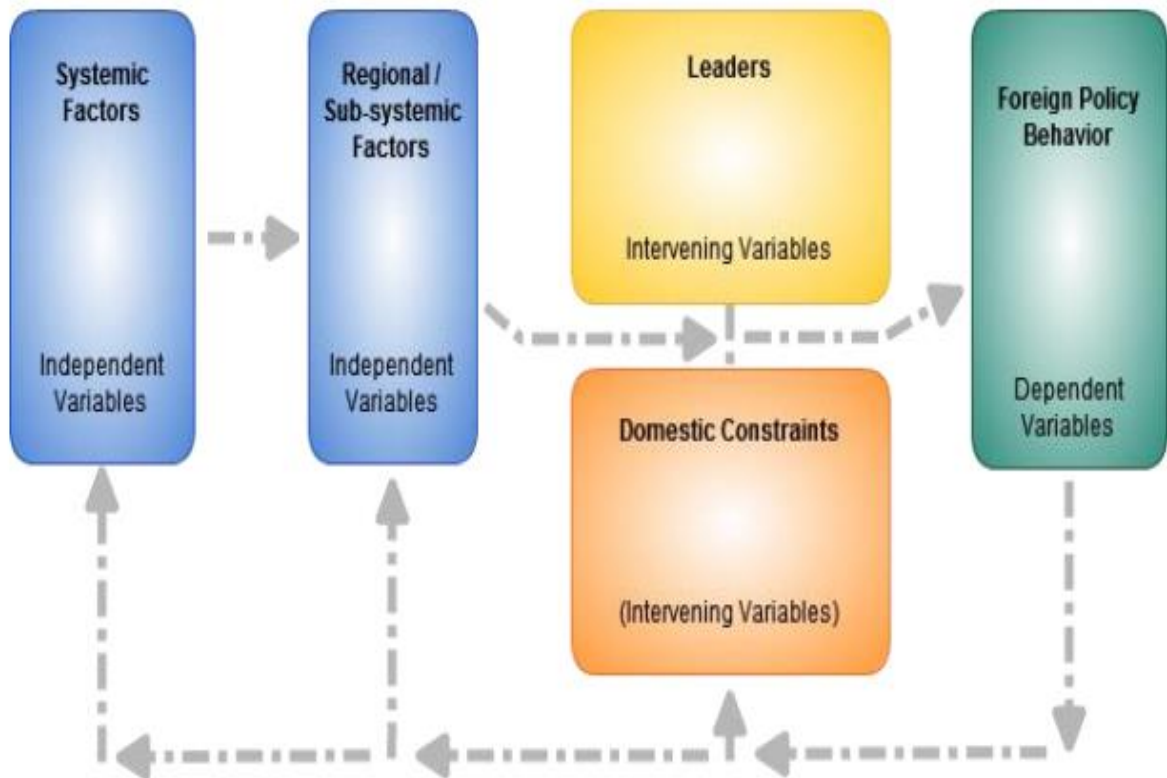 Systemic
Factors
Independent
Variables
Regional /
Sub-systemic
Factors
Independent
Variables
Leaders
Intervening Variables
Domestic Constraints
(Intervening Variables)
Foreign Policy
Behavior
Dependent
Variables